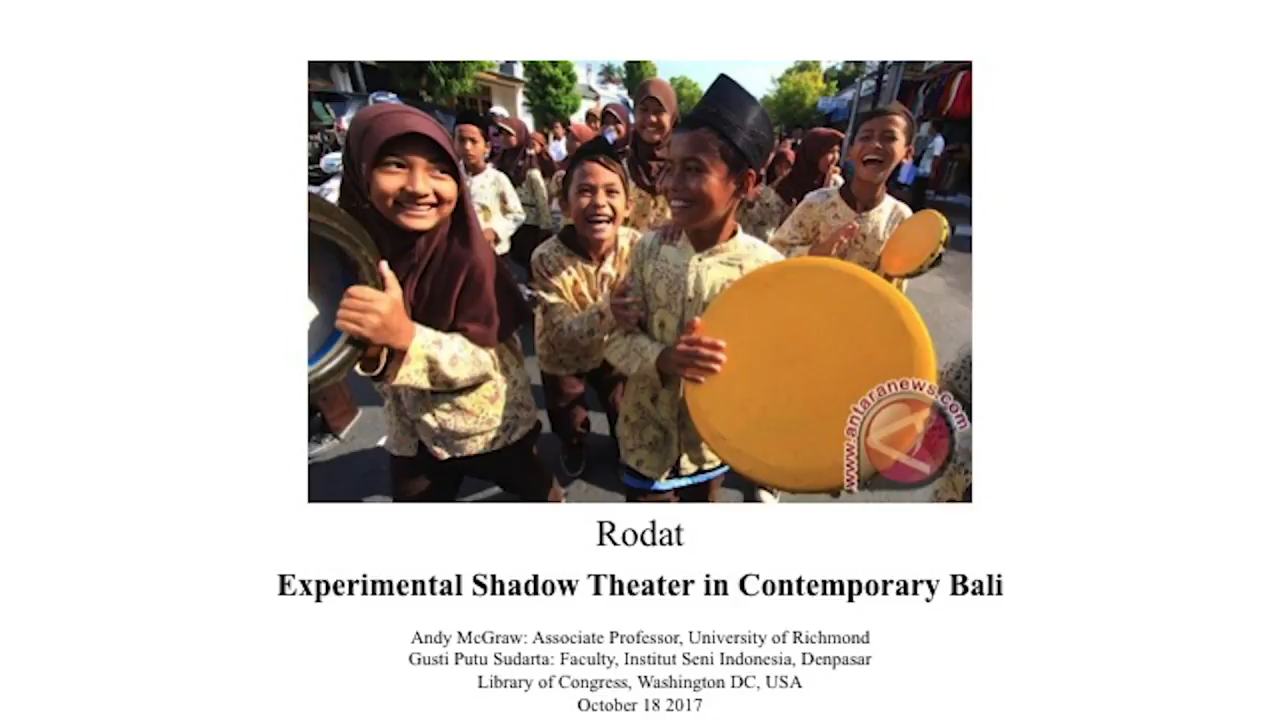 www.antaranews.com
Rodat
Experimental Shadow Theater in Contemporary Bali
Andy McGraw: Associate Professor, University of Richmond
Gusti Putu Sudarta: Faculty, Institut Seni Indonesia, Denpasar
Library of Congress, Washington DC, USA
October 18 2017